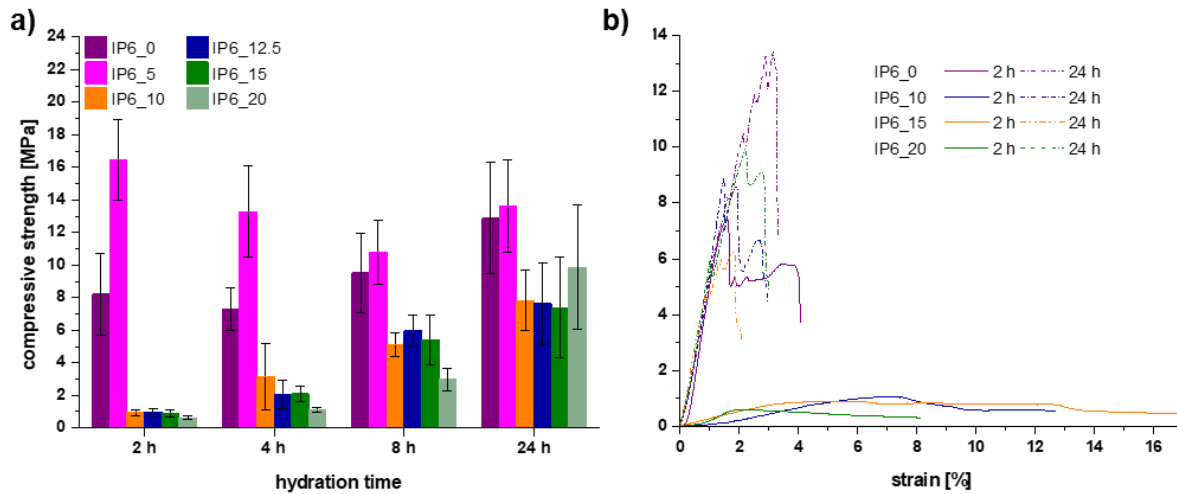 a)
compressive strength [MPa]
24
22
20
18
16
14
12
10
8
6
4
2
0
IP6_0 IP6_12.5
IP6_5 IP6_15
IP6_10 IP6_20
2 h 4 h 8 h 24 h
hydration time
b)
14
12
10
8
6
4
2
0
IP6_0 2 h 24 h
IP6_10 2 h 24 h
IP6_15 2 h 24 h
IP6_20 2 h 24 h
0 2 4 6 8 10 12 14 16
strain [%]